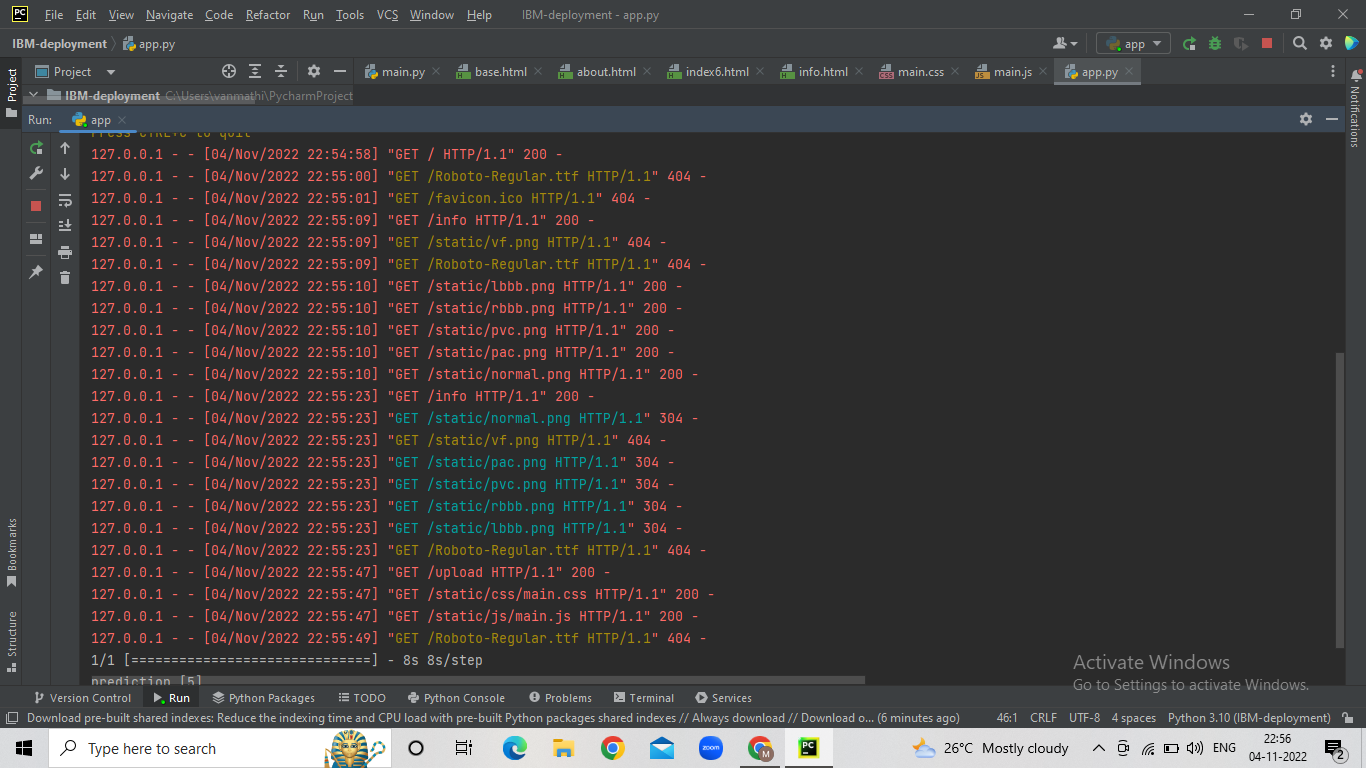 PC File Edit View Navigate Code Refactor Run Tools VCS Window Help IBM-deployment - app.py
IBM-deployment app.py app
Project main.py base.html about.html index6.html info.html main.css main.js app.py
IBM-deployment C:\Users\vanmathi\PycharmProject
Run: app
Press CTRL+C to quit
127.0.0.1 - - [04/Nov/2022 22:54:58] "GET / HTTP/1.1" 200 -
127.0.0.1 - - [04/Nov/2022 22:55:00] "GET /Roboto-Regular.ttf HTTP/1.1" 404 -
127.0.0.1 - - [04/Nov/2022 22:55:01] "GET /favicon.ico HTTP/1.1" 404 -
127.0.0.1 - - [04/Nov/2022 22:55:09] "GET /info HTTP/1.1" 200 -
127.0.0.1 - - [04/Nov/2022 22:55:09] "GET /static/vf.png HTTP/1.1" 404 -
127.0.0.1 - - [04/Nov/2022 22:55:09] "GET /Roboto-Regular.ttf HTTP/1.1" 404 -
127.0.0.1 - - [04/Nov/2022 22:55:10] "GET /static/lbbb.png HTTP/1.1" 200 -
127.0.0.1 - - [04/Nov/2022 22:55:10] "GET /static/rbbb.png HTTP/1.1" 200 -
127.0.0.1 - - [04/Nov/2022 22:55:10] "GET /static/pvc.png HTTP/1.1" 200 -
127.0.0.1 - - [04/Nov/2022 22:55:10] "GET /static/pac.png HTTP/1.1" 200 -
127.0.0.1 - - [04/Nov/2022 22:55:10] "GET /static/normal.png HTTP/1.1" 200 -
127.0.0.1 - - [04/Nov/2022 22:55:23] "GET /info HTTP/1.1" 200 -
127.0.0.1 - - [04/Nov/2022 22:55:23] "GET /static/normal.png HTTP/1.1" 304 -
127.0.0.1 - - [04/Nov/2022 22:55:23] "GET /static/vf.png HTTP/1.1" 404 -
127.0.0.1 - - [04/Nov/2022 22:55:23] "GET /static/pac.png HTTP/1.1" 304 -
127.0.0.1 - - [04/Nov/2022 22:55:23] "GET /static/pvc.png HTTP/1.1" 304 -
127.0.0.1 - - [04/Nov/2022 22:55:23] "GET /static/rbbb.png HTTP/1.1" 304 -
127.0.0.1 - - [04/Nov/2022 22:55:23] "GET /static/lbbb.png HTTP/1.1" 304 -
127.0.0.1 - - [04/Nov/2022 22:55:23] "GET /Roboto-Regular.ttf HTTP/1.1" 404 -
127.0.0.1 - - [04/Nov/2022 22:55:47] "GET /upload HTTP/1.1" 200 -
127.0.0.1 - - [04/Nov/2022 22:55:47] "GET /static/css/main.css HTTP/1.1" 200 -
127.0.0.1 - - [04/Nov/2022 22:55:47] "GET /static/js/main.js HTTP/1.1" 200 -
127.0.0.1 - - [04/Nov/2022 22:55:49] "GET /Roboto-Regular.ttf HTTP/1.1" 404 -
1/1 [==============================] - 8s 8s/step
prediction [5]
Project
Bookmarks
Structure
Notifications
Activate Windows
Go to Settings to activate Windows.
Version Control Run Python Packages TODO Python Console Problems Terminal Services
Download pre-built shared indexes: Reduce the indexing time and CPU load with pre-built Python packages shared indexes // Always download // Download o... (6 minutes ago) 46:1 CRLF UTF-8 4 spaces Python 3.10 (IBM-deployment)
Type here to search zoom M PC 26°C Mostly cloudy ENG 22:56
04-11-2022 2